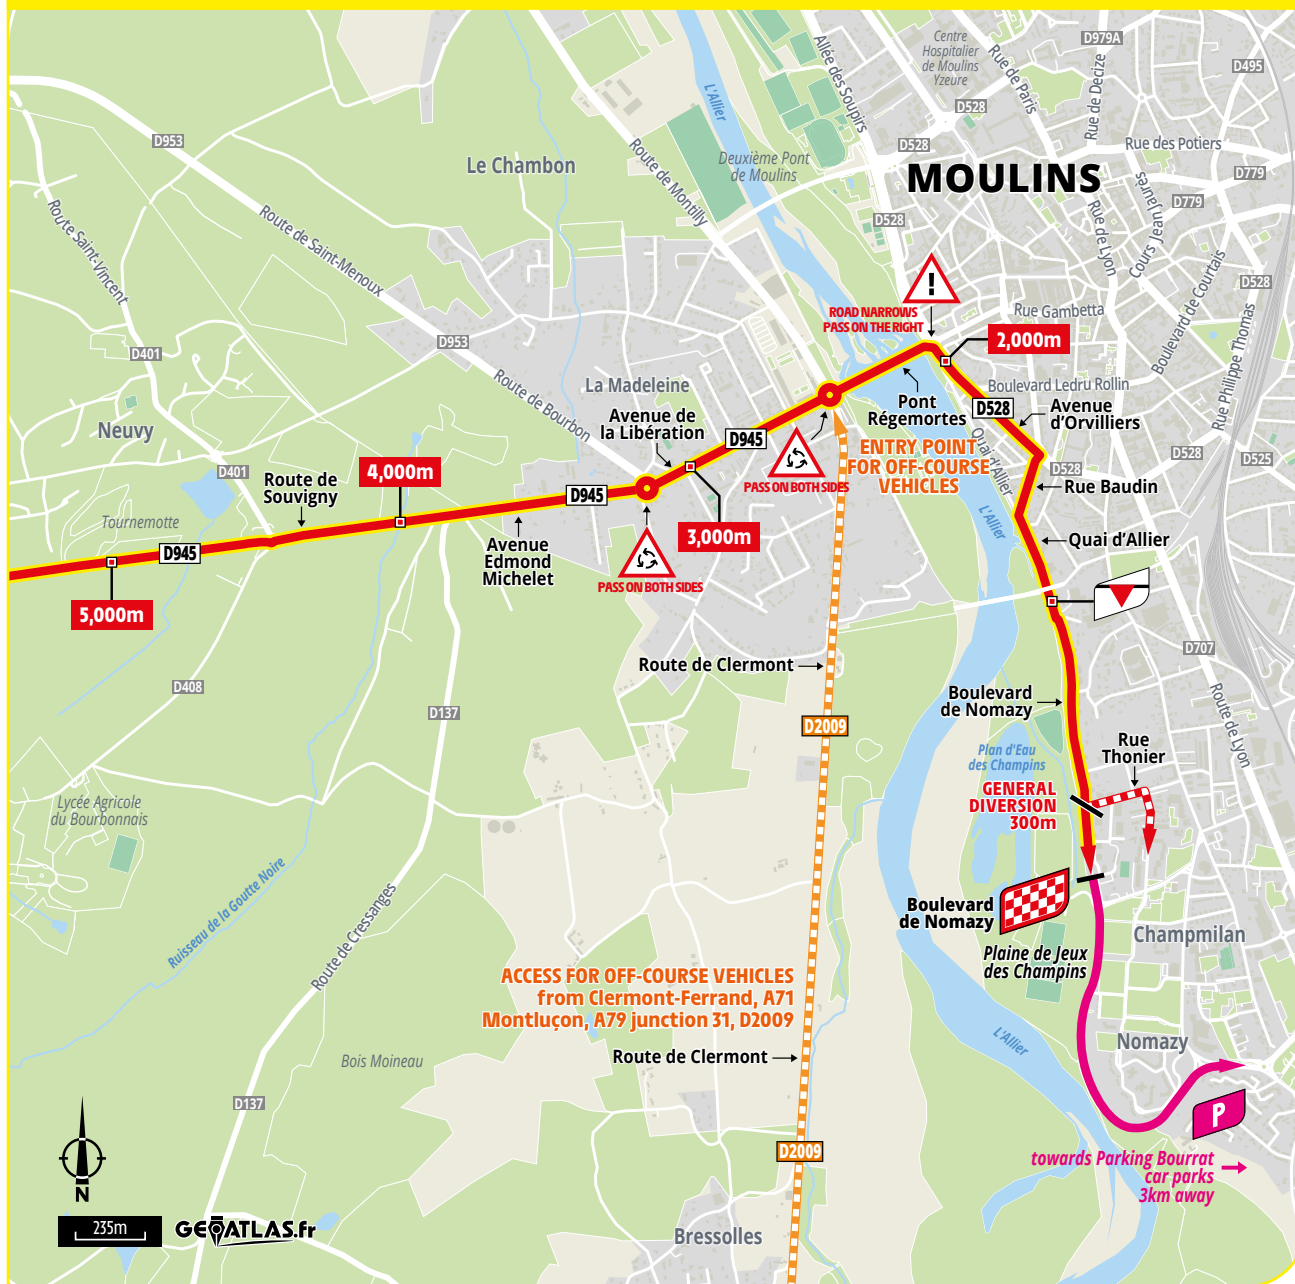 Centre
Hospitalier
de Moulins
Yzeure
D979A
D495
Allée des Soupirs
Rue de Paris
Rue de Decize
L'Allier
D528
D953
Le Chambon
Route de Montilly
Deuxième Pont
de Moulins
D528
Rue des Potiers
MOULINS
D779
D779
Cours Jean Jaurès
Rue de Lyon
Route Saint-Vincent
Route de Saint-Menoux
D528
Boulevard de Courtais
D528
!
ROAD NARROWS
PASS ON THE RIGHT
Rue Gambetta
Rue Philippe Thomas
2,000m
D401
D953
Route de Bourbon
La Madeleine
Boulevard Ledru Rollin
Pont
Régemortes
D528
Avenue
d'Orvilliers
Avenue de
la Libération
Neuvy
D945
ENTRY POINT
FOR OFF-COURSE
VEHICLES
Quai d'Allier
D528
D528
D525
D401
Route de
Souvigny
4,000m
PASS ON BOTH SIDES
Rue Baudin
D945
Tournemotte
3,000m
L'Allier
Quai d'Allier
D945
Avenue
Edmond
Michelet
PASS ON BOTH SIDES
5,000m
D707
Route de Clermont
D408
Boulevard
de Nomazy
Route de Lyon
D137
D2009
Plan d'Eau
des Champins
Rue
Thonier
GENERAL
DIVERSION
300m
Lycée Agricole
du Bourbonnais
Ruisseau de la Goutte Noire
Route de Cressanges
Boulevard
de Nomazy
Champmilan
Plaine de Jeux
des Champins
ACCESS FOR OFF-COURSE VEHICLES
from Clermont-Ferrand, A71
Montluçon, A79 junction 31, D2009
L'Allier
Nomazy
Bois Moineau
Route de Clermont
D137
P
D2009
towards Parking Bourrat
car parks
3km away
N
235m
GEOATLAS.fr
Bressolles